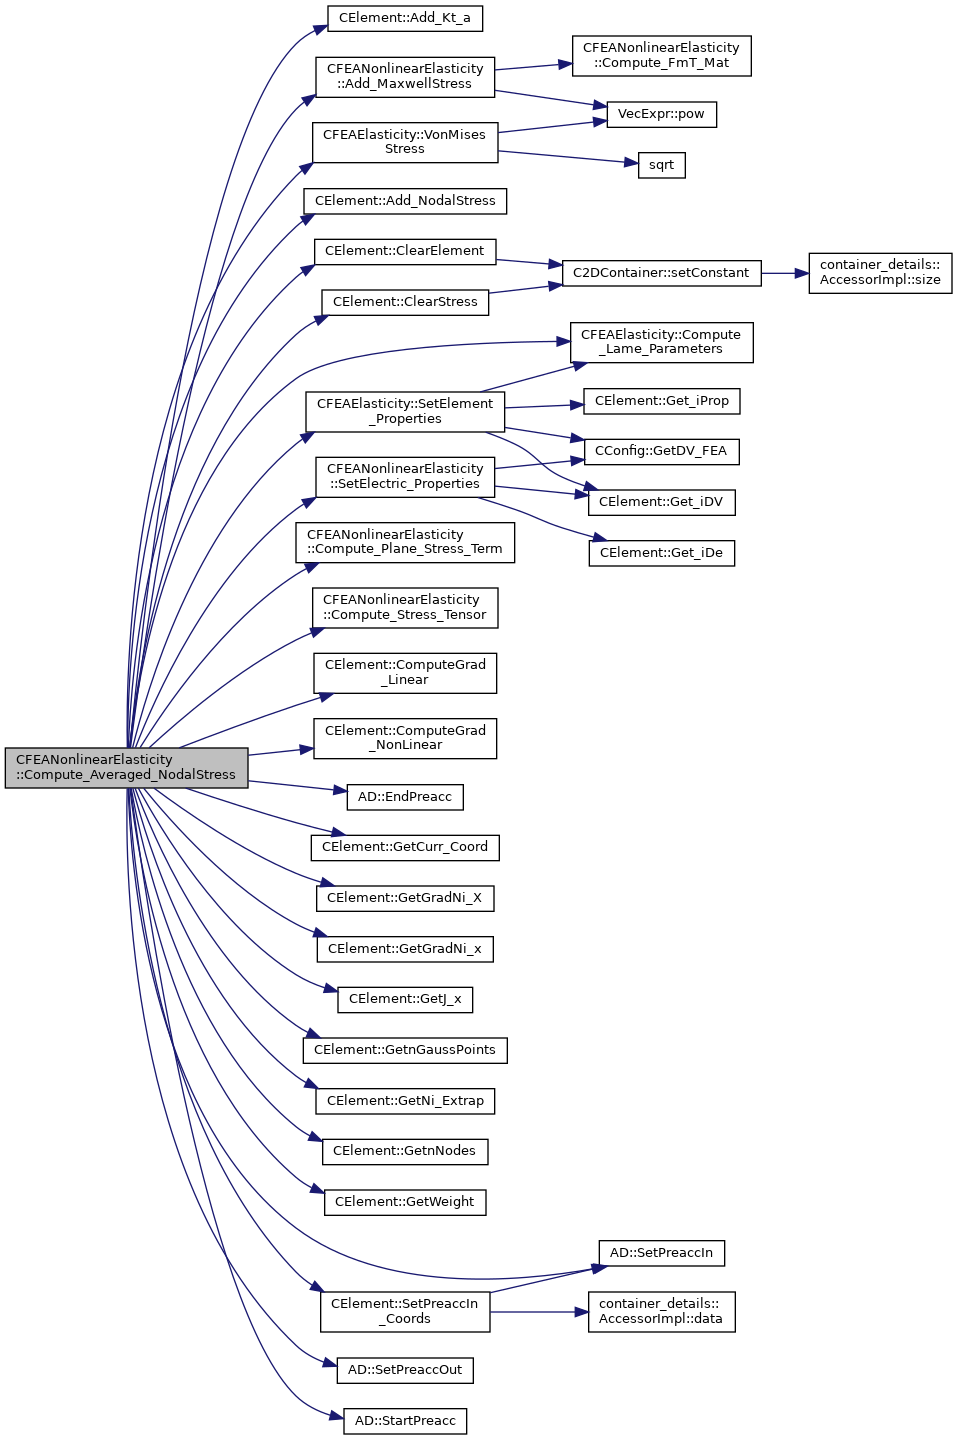 CElement::Add_Kt_a
CFEANonlinearElasticity
::Compute_FmT_Mat
CFEANonlinearElasticity
::Add_MaxwellStress
VecExpr::pow
CFEAElasticity::VonMises
Stress
sqrt
CElement::Add_NodalStress
CElement::ClearElement
C2DContainer::setConstant
container_details::
AccessorImpl::size
CElement::ClearStress
CFEAElasticity::Compute
_Lame_Parameters
CFEAElasticity::SetElement
_Properties
CElement::Get_iProp
CConfig::GetDV_FEA
CFEANonlinearElasticity
::SetElectric_Properties
CElement::Get_iDV
CElement::Get_iDe
CFEANonlinearElasticity
::Compute_Plane_Stress_Term
CFEANonlinearElasticity
::Compute_Stress_Tensor
CElement::ComputeGrad
_Linear
CElement::ComputeGrad
_NonLinear
CFEANonlinearElasticity
::Compute_Averaged_NodalStress
AD::EndPreacc
CElement::GetCurr_Coord
CElement::GetGradNi_X
CElement::GetGradNi_x
CElement::GetJ_x
CElement::GetnGaussPoints
CElement::GetNi_Extrap
CElement::GetnNodes
CElement::GetWeight
AD::SetPreaccIn
CElement::SetPreaccIn
_Coords
container_details::
AccessorImpl::data
AD::SetPreaccOut
AD::StartPreacc